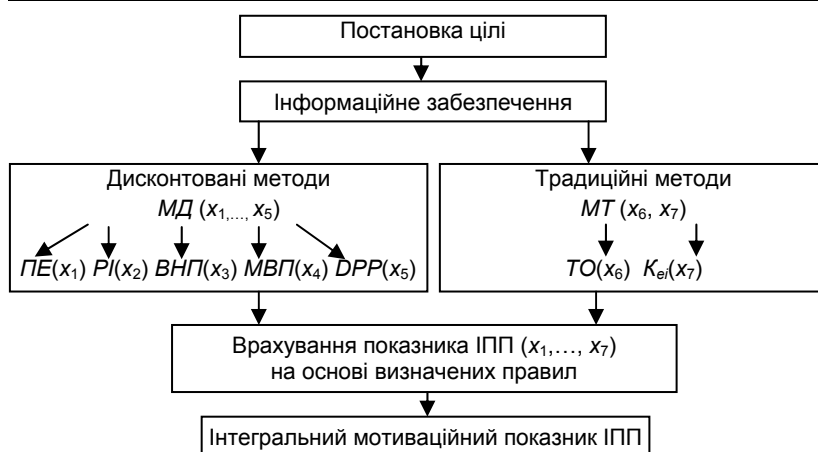 Постановка цілі
Інформаційне забезпечення
Дисконтовані методи
МД (x1,..., x5)
ПЕ(x1) PI(x2) ВНП(x3) МВП(x4) DPP(x5)
Традиційні методи
МТ (x6, x7)
ТО(x6) Kei(x7)
Врахування показника ІПП (x1,…, x7)
на основі визначених правил
Інтегральний мотиваційний показник ІПП